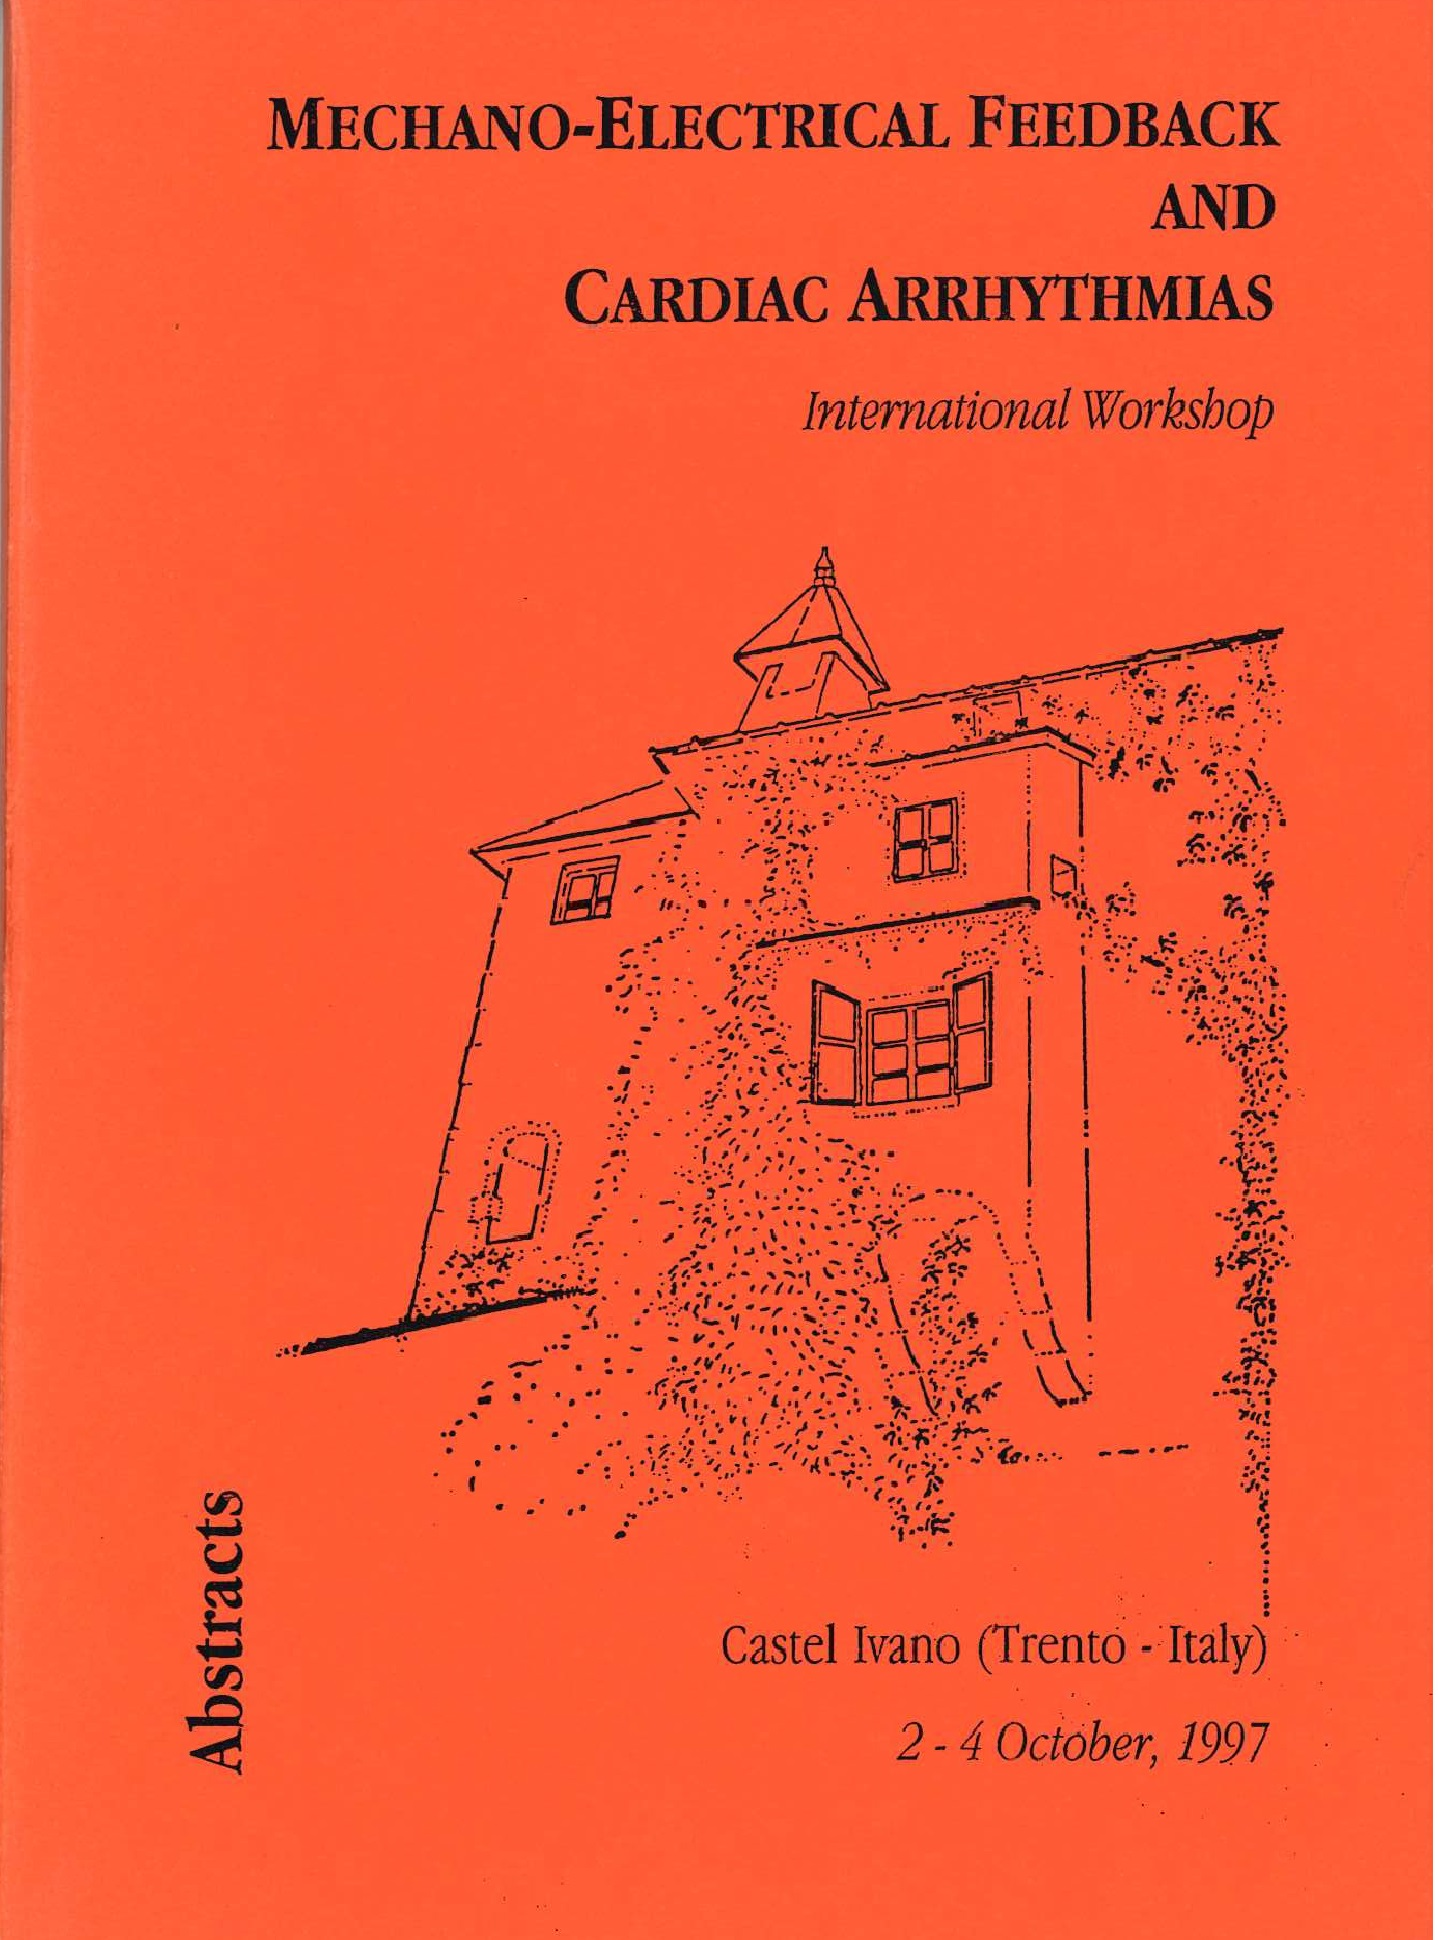 MECHANO-ELECTRICAL FEEDBACK
AND
CARDIAC ARRHYTHMIAS
International Workshop
Abstracts
Castel Ivano (Trento - Italy)
2 - 4 October, 1997